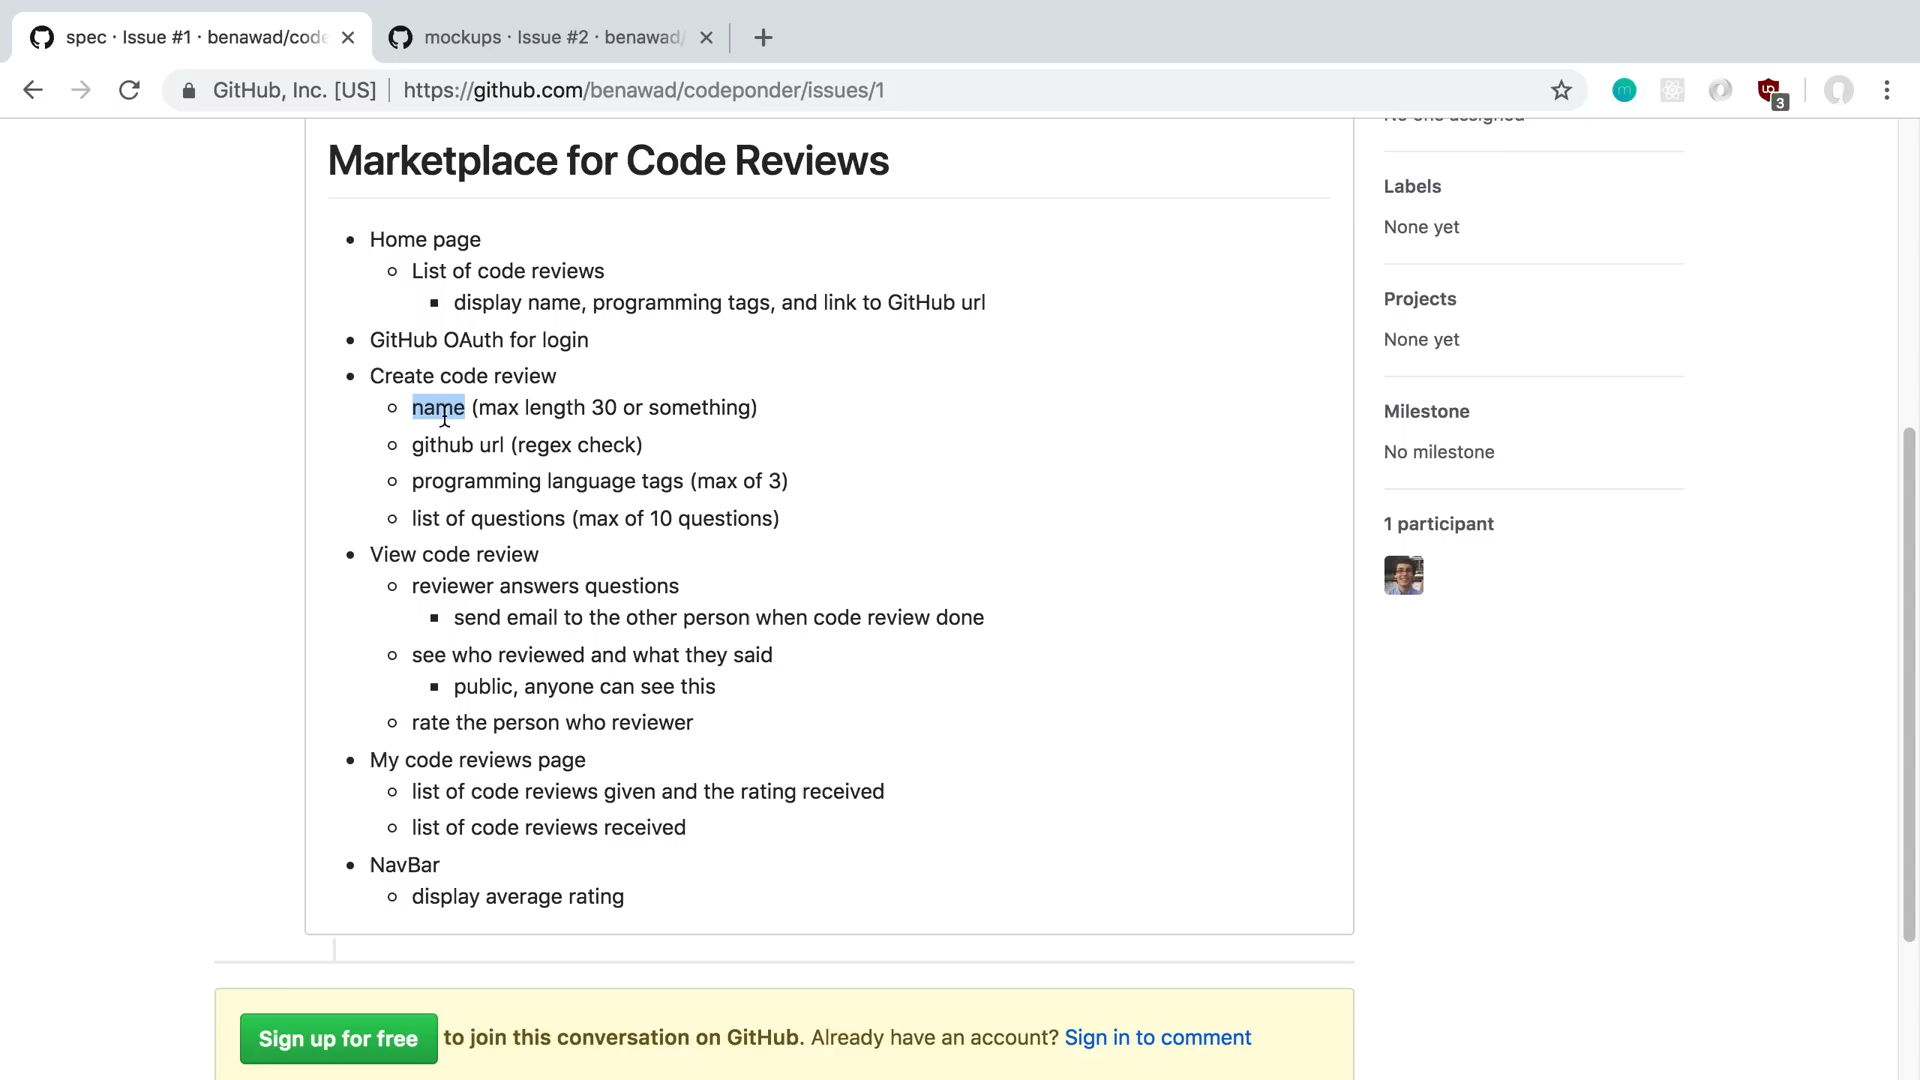 spec · Issue #1 · benawad/code
mockups · Issue #2 · benawad/
GitHub, Inc. [US] https://github.com/benawad/codeponder/issues/1
3
No one assigned
Marketplace for Code Reviews
Home page
List of code reviews
display name, programming tags, and link to GitHub url
GitHub OAuth for login
Create code review
name (max length 30 or something)
github url (regex check)
programming language tags (max of 3)
list of questions (max of 10 questions)
View code review
reviewer answers questions
send email to the other person when code review done
see who reviewed and what they said
public, anyone can see this
rate the person who reviewer
My code reviews page
list of code reviews given and the rating received
list of code reviews received
NavBar
display average rating
Labels
None yet
Projects
None yet
Milestone
No milestone
1 participant
Sign up for free to join this conversation on GitHub. Already have an account? Sign in to comment